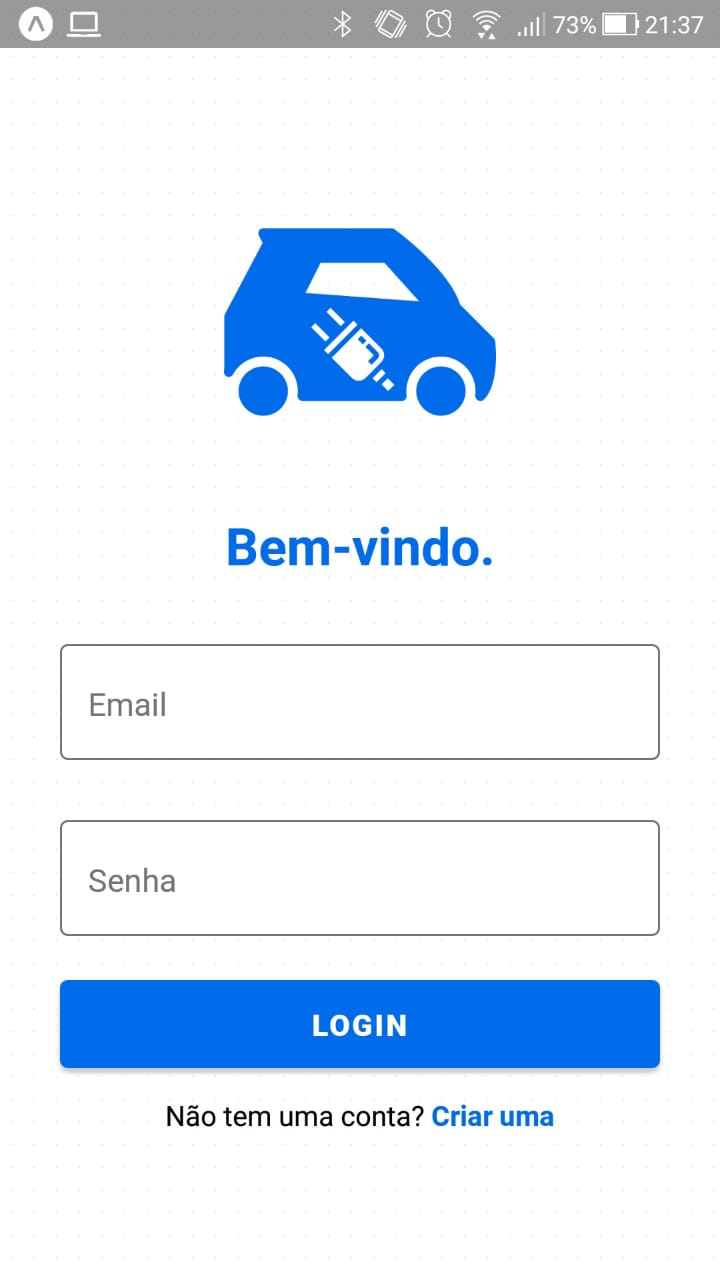 73% 21:37
Bem-vindo.
Email
Senha
LOGIN
Não tem uma conta? Criar uma